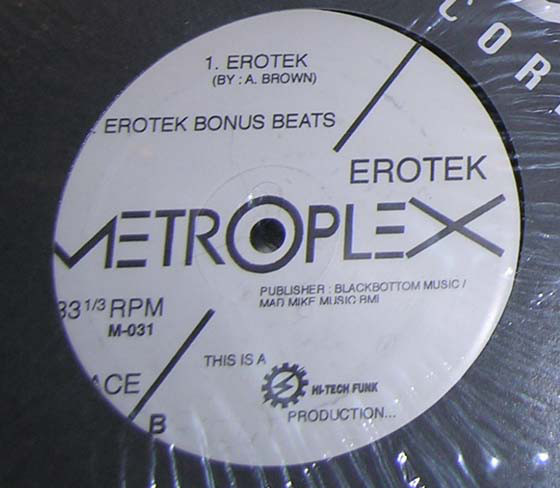 1. EROTEK
(BY : A. BROWN)
EROTEK BONUS BEATS
EROTEK
METROPLEX
PUBLISHER : BLACKBOTTOM MUSIC /
MAD MIKE MUSIC BMI
33 1/3 RPM
M-031
THIS IS A
HI-TECH FUNK
PRODUCTION...
B